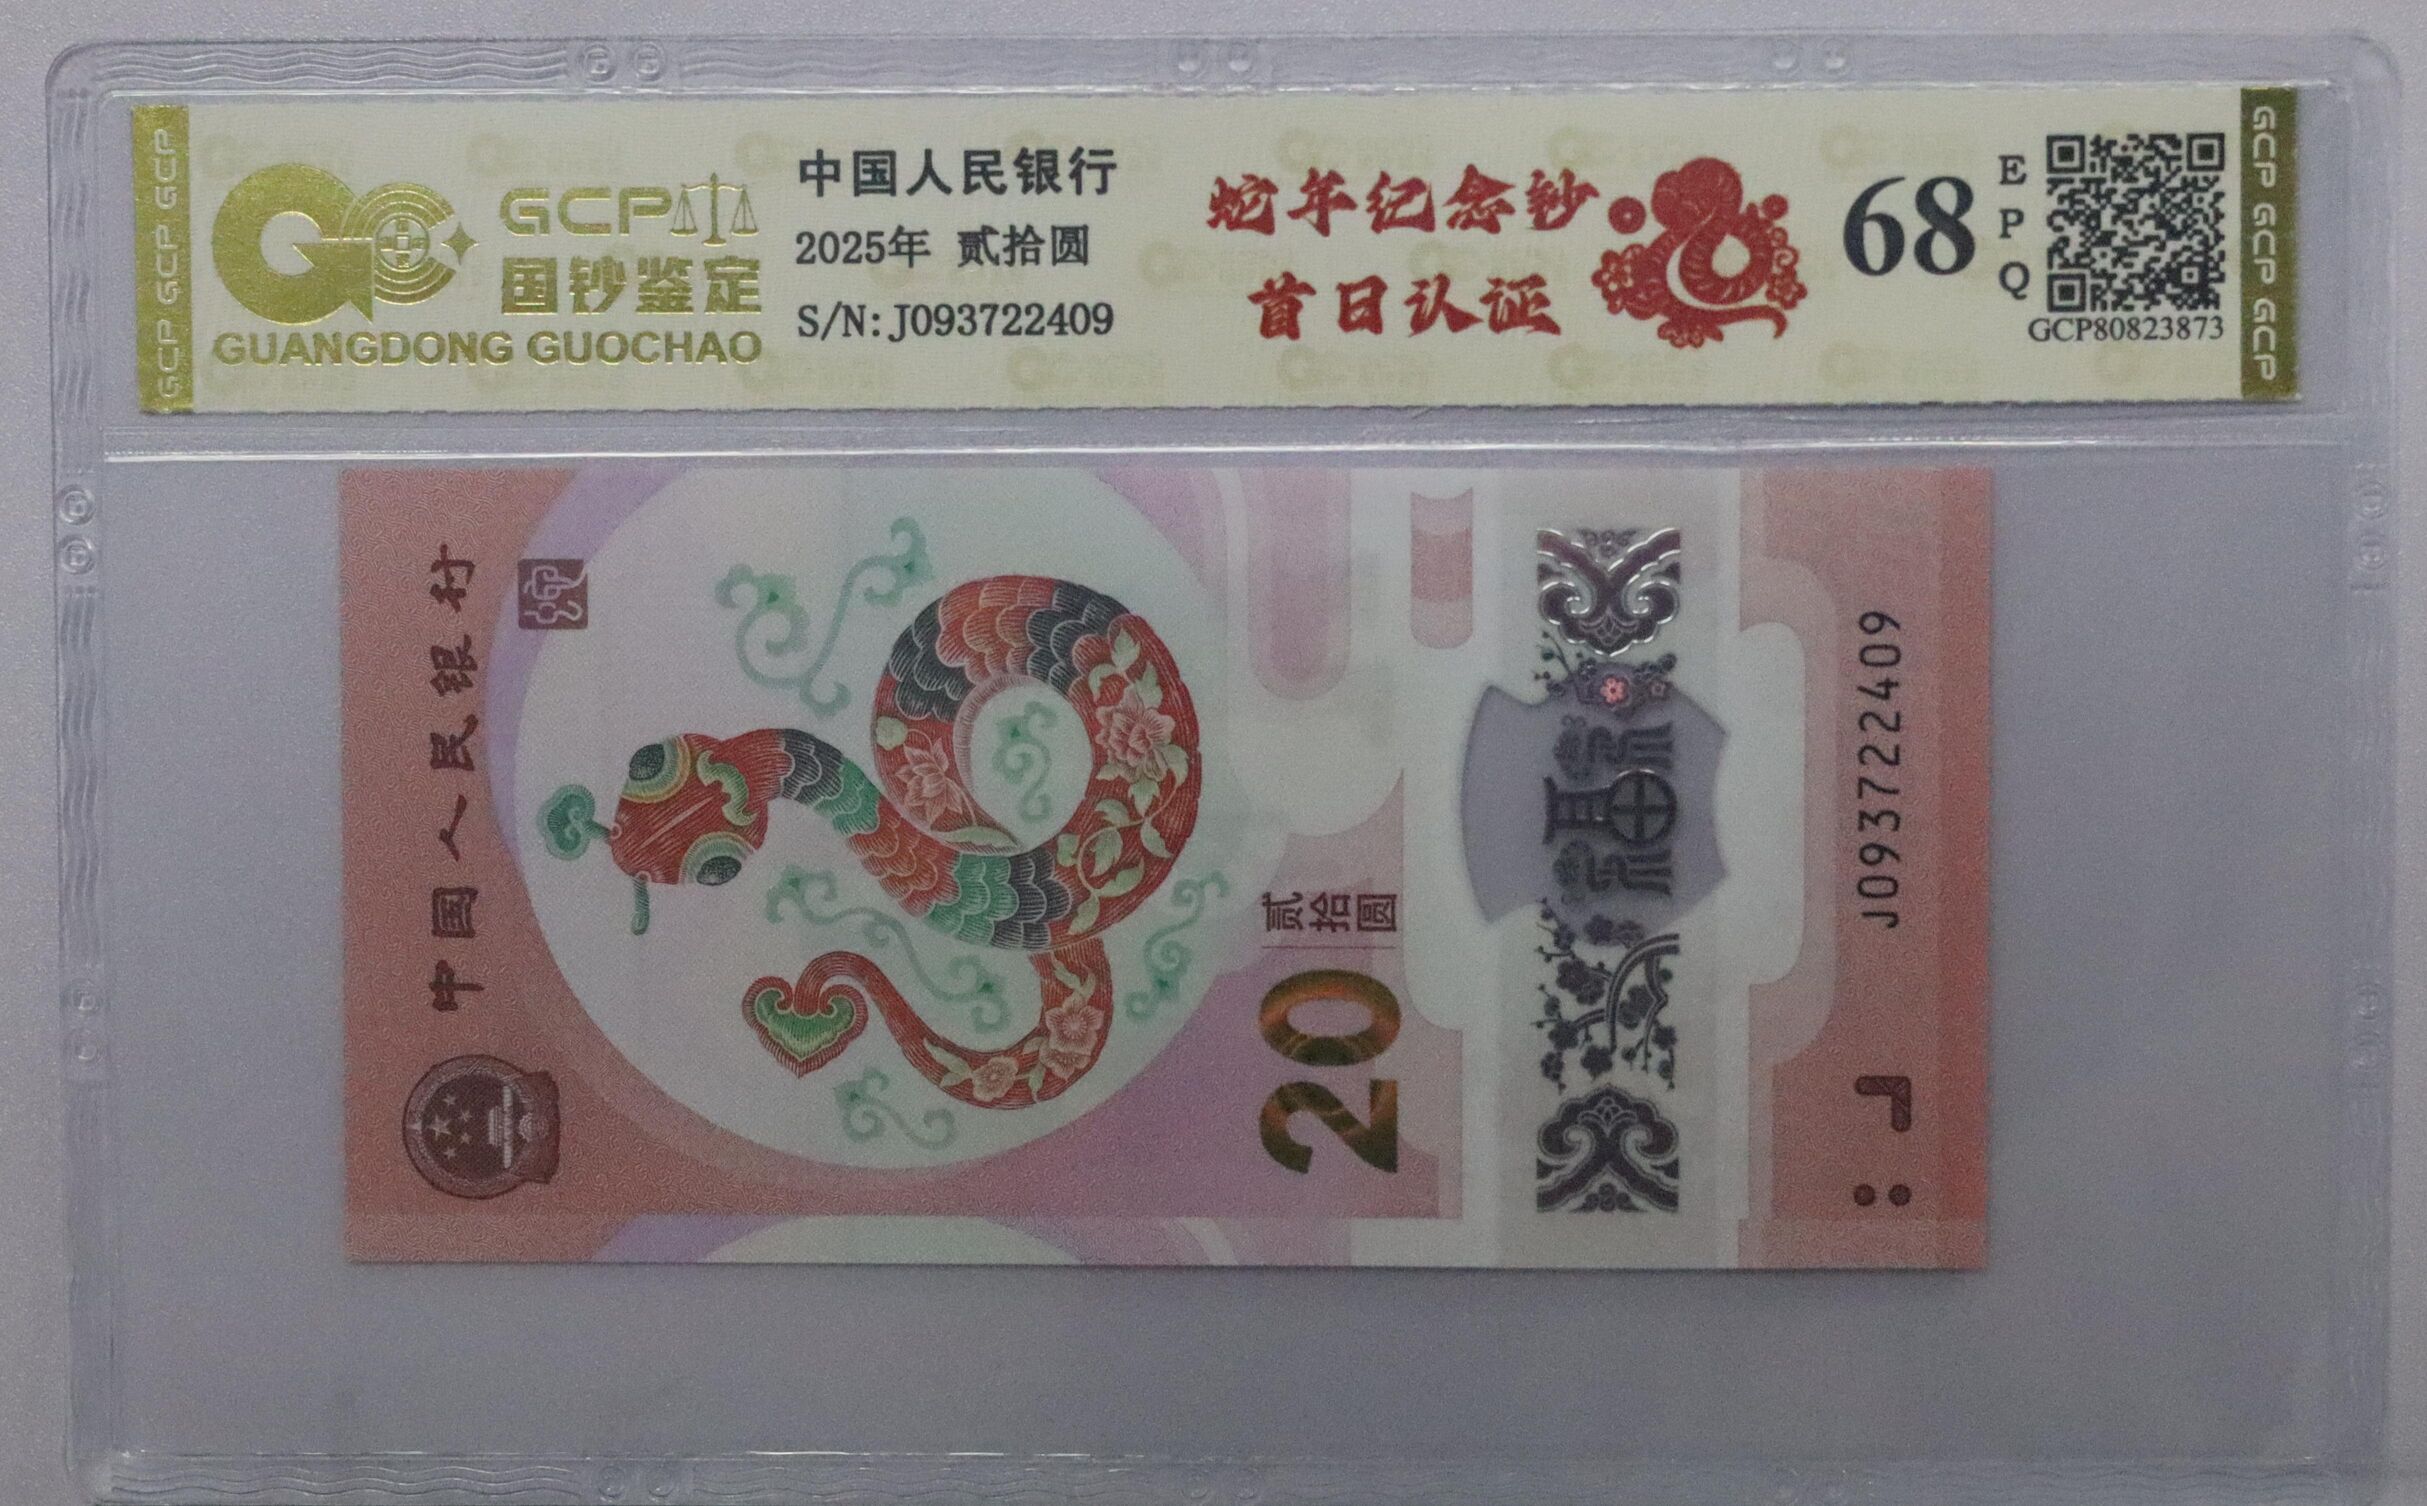 GCP GCP GCP
GCP
国钞鉴定
GUANGDONG GUOCHAO
中国人民银行
2025年 贰拾圆
S/N: J093722409
蛇年纪念钞
首日认证
68
EPQ
GCP80823873
GCP GCP GCP
中国人民银行
20
贰拾圆
福
J093722409